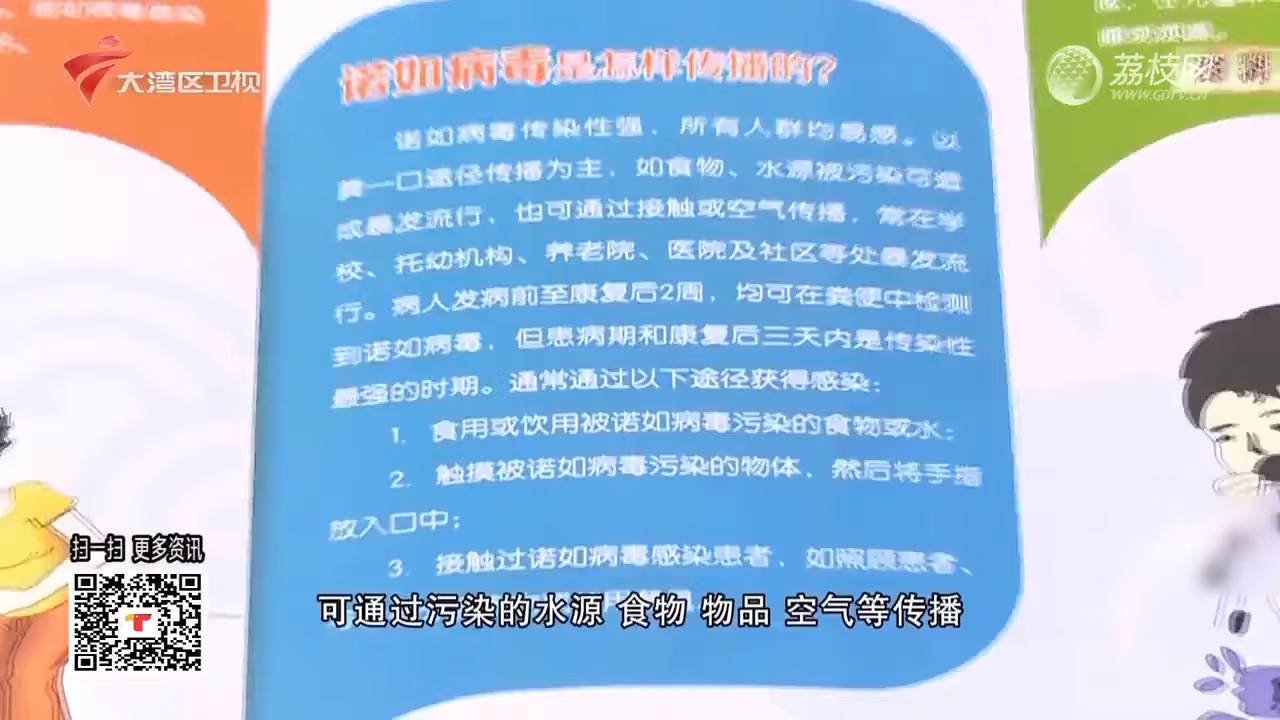 大湾区卫视
荔枝网
WWW.GDTV.CN
诺如病毒是怎样传播的？
诺如病毒传染性强、所有人群均易感。以
粪—口途径传播为主，如食物、水源被污染可造
成暴发流行、也可通过接触或空气传播，常在学
校、托幼机构、养老院、医院及社区等处暴发流
行。病人发病前至康复后2周，均可在粪便中检测
到诺如病毒，但患病期和康复后三天内是传染性
最强的时期。通常通过以下途径获得感染：
1. 食用或饮用被诺如病毒污染的食物或水；
2. 触摸被诺如病毒污染的物体，然后将手指
放入口中；
3. 接触过诺如病毒感染患者，如照顾患者、
扫一扫 更多资讯
可通过污染的水源 食物 物品 空气等传播